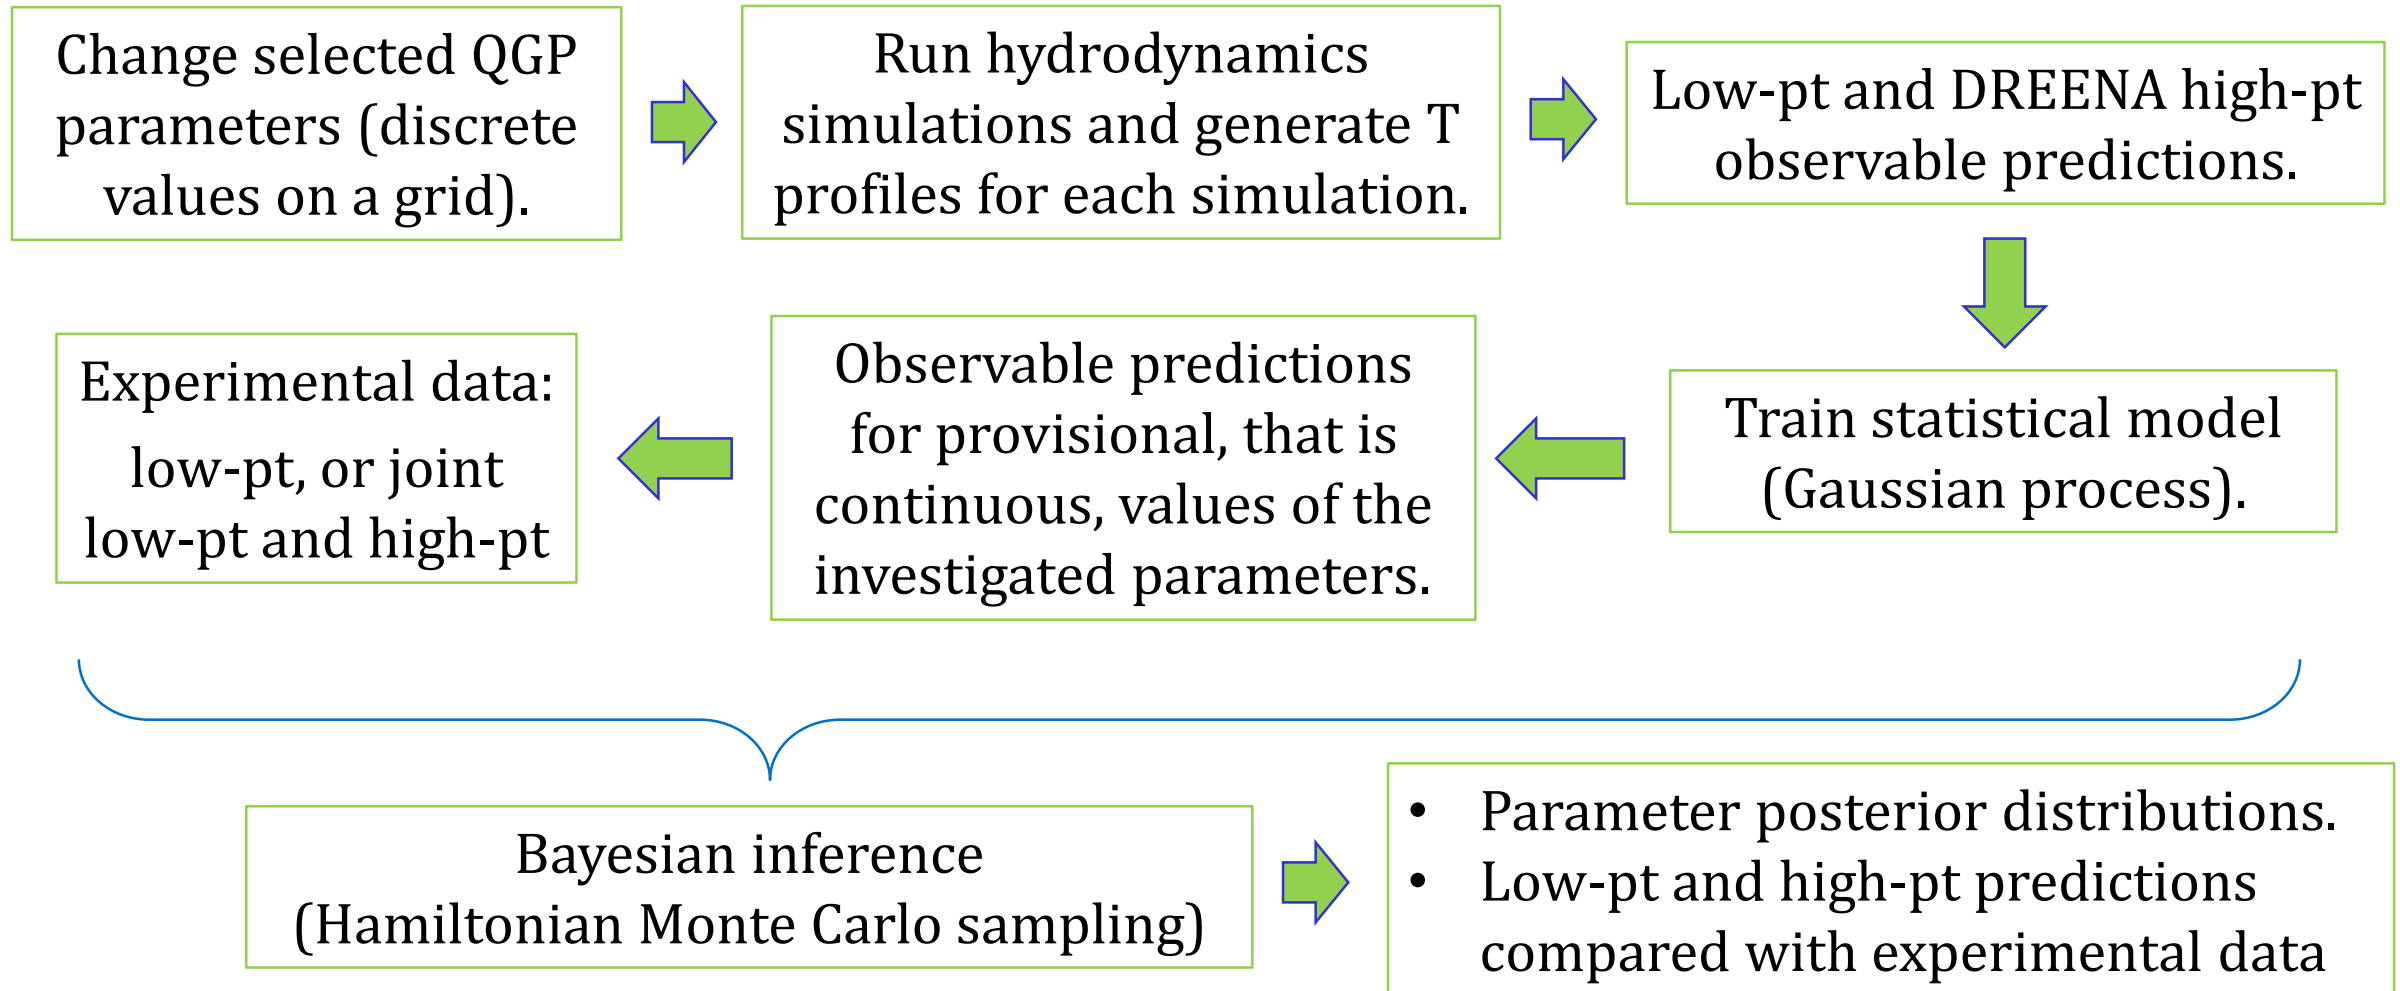 Change selected QGP
parameters (discrete
values on a grid).
Run hydrodynamics
simulations and generate T
profiles for each simulation.
Low-pt and DREENA high-pt
observable predictions.
Train statistical model
(Gaussian process).
Observable predictions
for provisional, that is
continuous, values of the
investigated parameters.
Experimental data:
low-pt, or joint
low-pt and high-pt
Bayesian inference
(Hamiltonian Monte Carlo sampling)
• Parameter posterior distributions.
• Low-pt and high-pt predictions
compared with experimental data